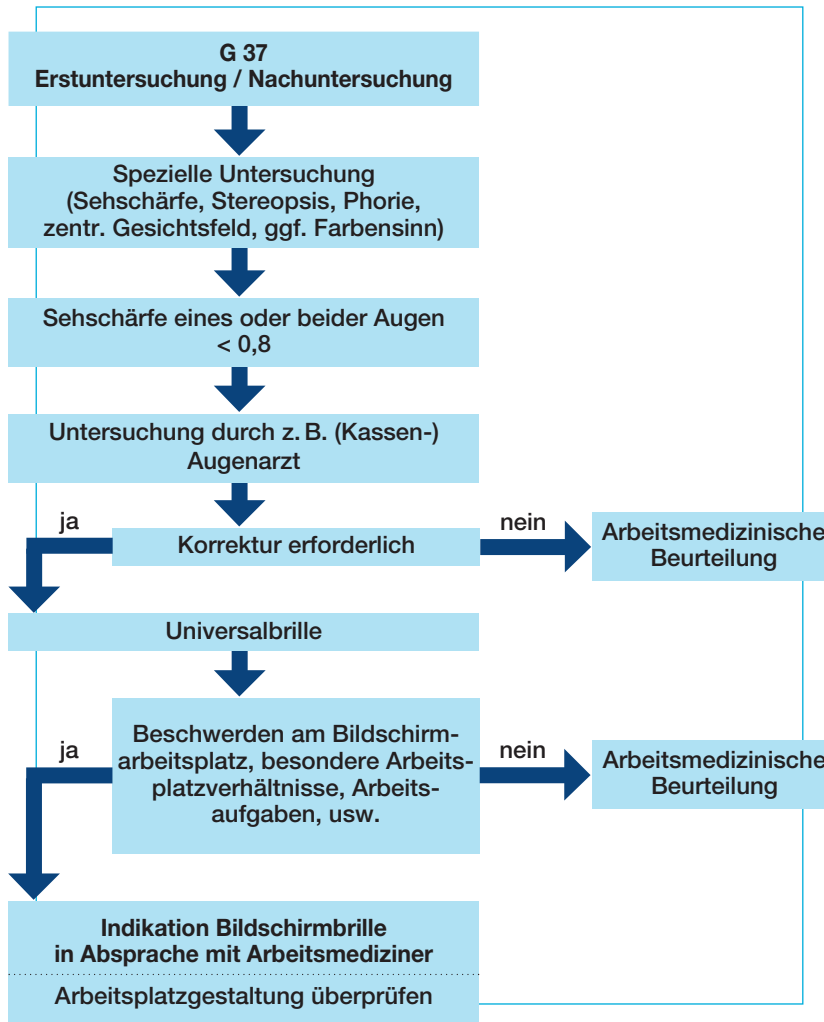 G 37
Erstuntersuchung / Nachuntersuchung
Spezielle Untersuchung
(Sehschärfe, Stereopsis, Phorie,
zentr. Gesichtsfeld, ggf. Farbensinn)
Sehschärfe eines oder beider Augen
< 0,8
Untersuchung durch z. B. (Kassen-)
Augenarzt
ja
Korrektur erforderlich
nein
Arbeitsmedizinische
Beurteilung
Universalbrille
ja
Beschwerden am Bildschirm-
arbeitsplatz, besondere Arbeits-
platzverhältnisse, Arbeits-
aufgaben, usw.
nein
Arbeitsmedizinische
Beurteilung
Indikation Bildschirmbrille
in Absprache mit Arbeitsmediziner
Arbeitsplatzgestaltung überprüfen